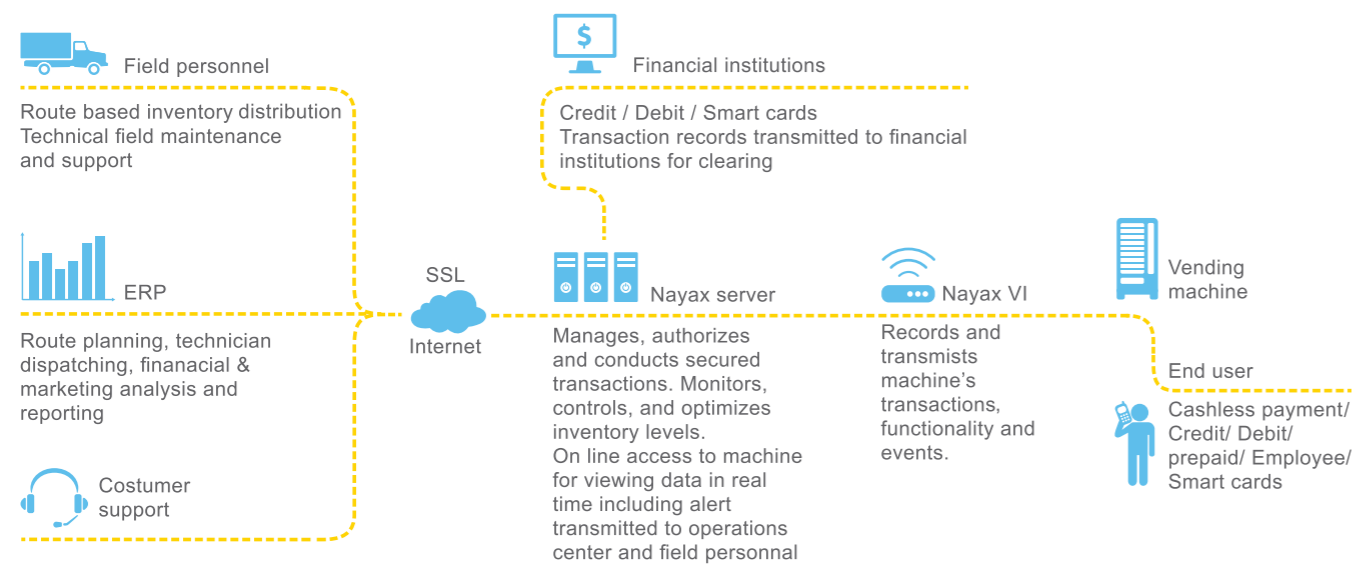 Field personnel
Route based inventory distribution
Technical field maintenance
and support
ERP
Route planning, technician
dispatching, finanacial &
marketing analysis and
reporting
Costumer
support
SSL
Internet
$
Financial institutions
Credit / Debit / Smart cards
Transaction records transmitted to financial
institutions for clearing
Nayax server
Manages, authorizes
and conducts secured
transactions. Monitors,
controls, and optimizes
inventory levels.
On line access to machine
for viewing data in real
time including alert
transmitted to operations
center and field personnal
Nayax VI
Records and
transmists
machine's
transactions,
functionality and
events.
Vending
machine
End user
Cashless payment/
Credit/ Debit/
prepaid/ Employee/
Smart cards